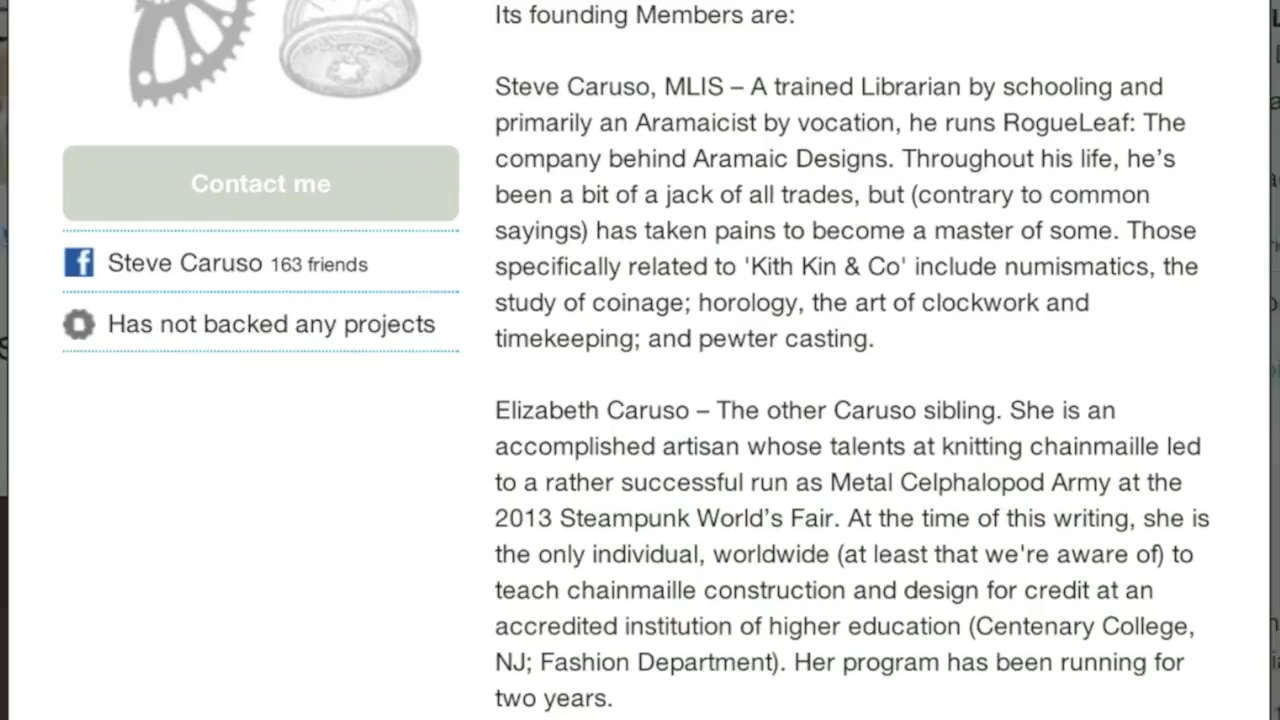 Its founding Members are:
Steve Caruso, MLIS – A trained Librarian by schooling and
primarily an Aramaicist by vocation, he runs RogueLeaf: The
company behind Aramaic Designs. Throughout his life, he's
been a bit of a jack of all trades, but (contrary to common
sayings) has taken pains to become a master of some. Those
specifically related to 'Kith Kin & Co' include numismatics, the
study of coinage; horology, the art of clockwork and
timekeeping; and pewter casting.
Elizabeth Caruso – The other Caruso sibling. She is an
accomplished artisan whose talents at knitting chainmaille led
to a rather successful run as Metal Celphalopod Army at the
2013 Steampunk World's Fair. At the time of this writing, she is
the only individual, worldwide (at least that we're aware of) to
teach chainmaille construction and design for credit at an
accredited institution of higher education (Centenary College,
NJ; Fashion Department). Her program has been running for
two years.
Contact me
Steve Caruso 163 friends
Has not backed any projects